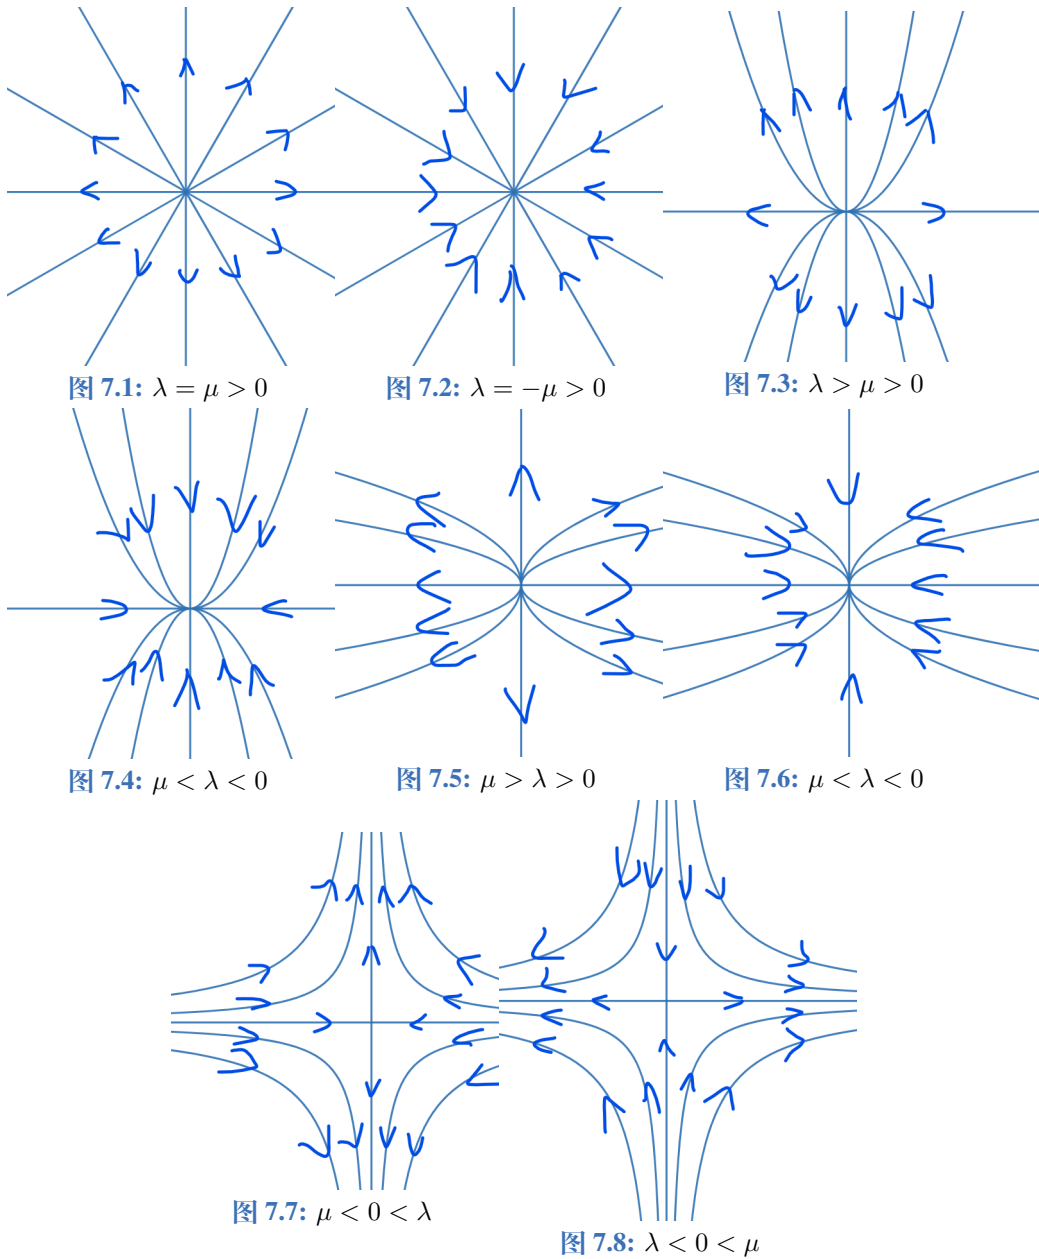 图 7.1: λ = μ > 0
图 7.2: λ = −μ > 0
图 7.3: λ > μ > 0
图 7.4: μ < λ < 0
图 7.5: μ > λ > 0
图 7.6: μ < λ < 0
图 7.7: μ < 0 < λ
图 7.8: λ < 0 < μ